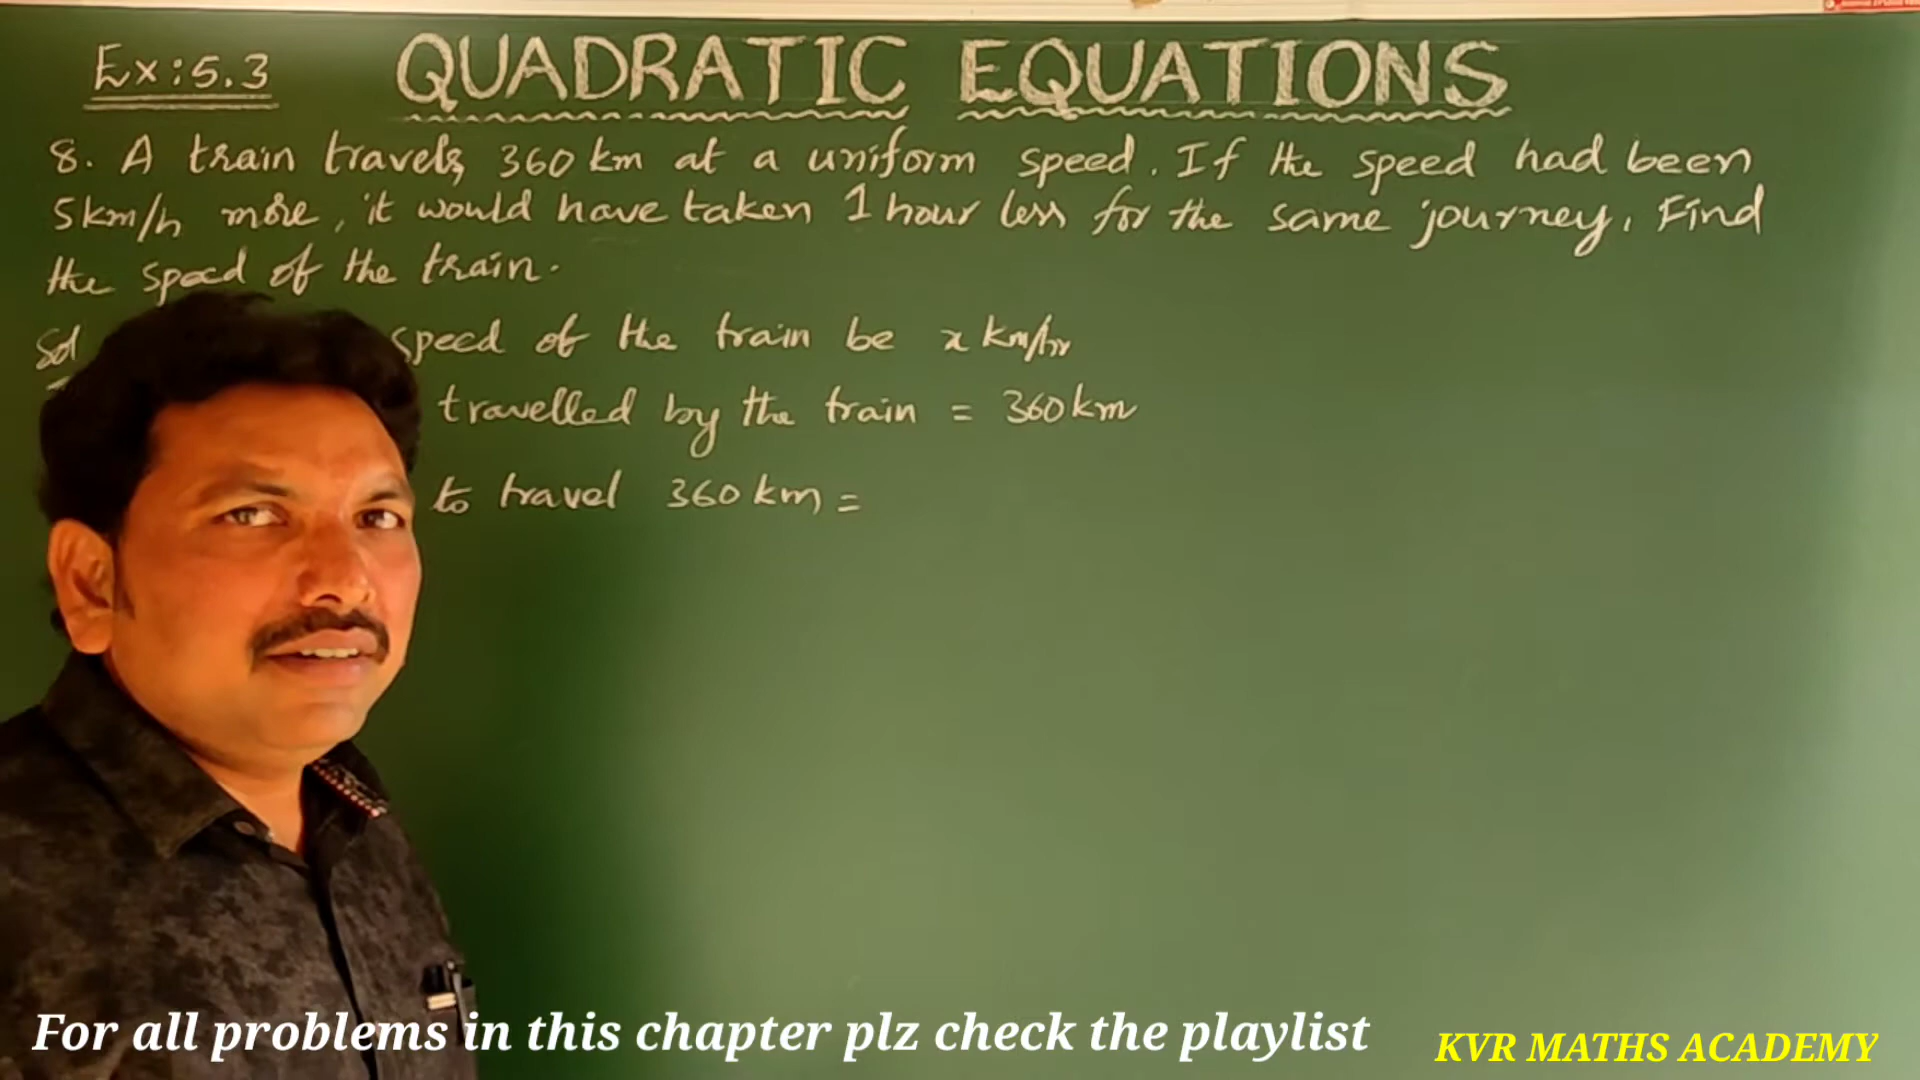 Ex:5.3
QUADRATIC EQUATIONS
8. A train travels 360 km at a uniform speed. If the speed had been
5km/h more, it would have taken 1 hour less for the same journey. Find
the speed of the train.
Sol speed of the train be x km/hr
travelled by the train = 360km
to travel 360 km =
For all problems in this chapter plz check the playlist
KVR MATHS ACADEMY